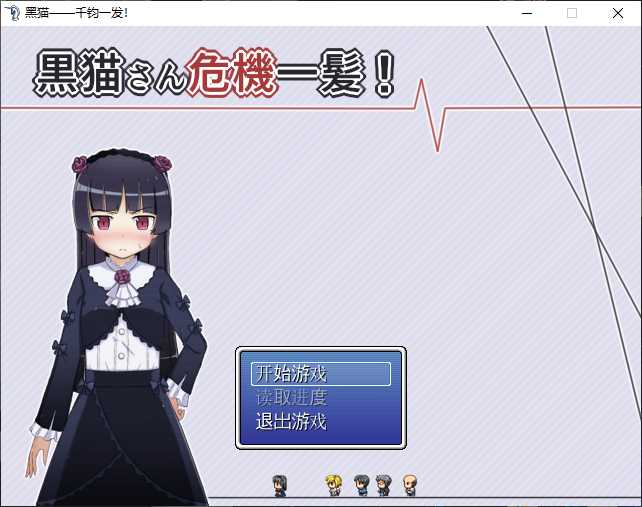 黑猫——千钧一发!
黒猫さん危機一髪！
开始游戏
读取进度
退出游戏